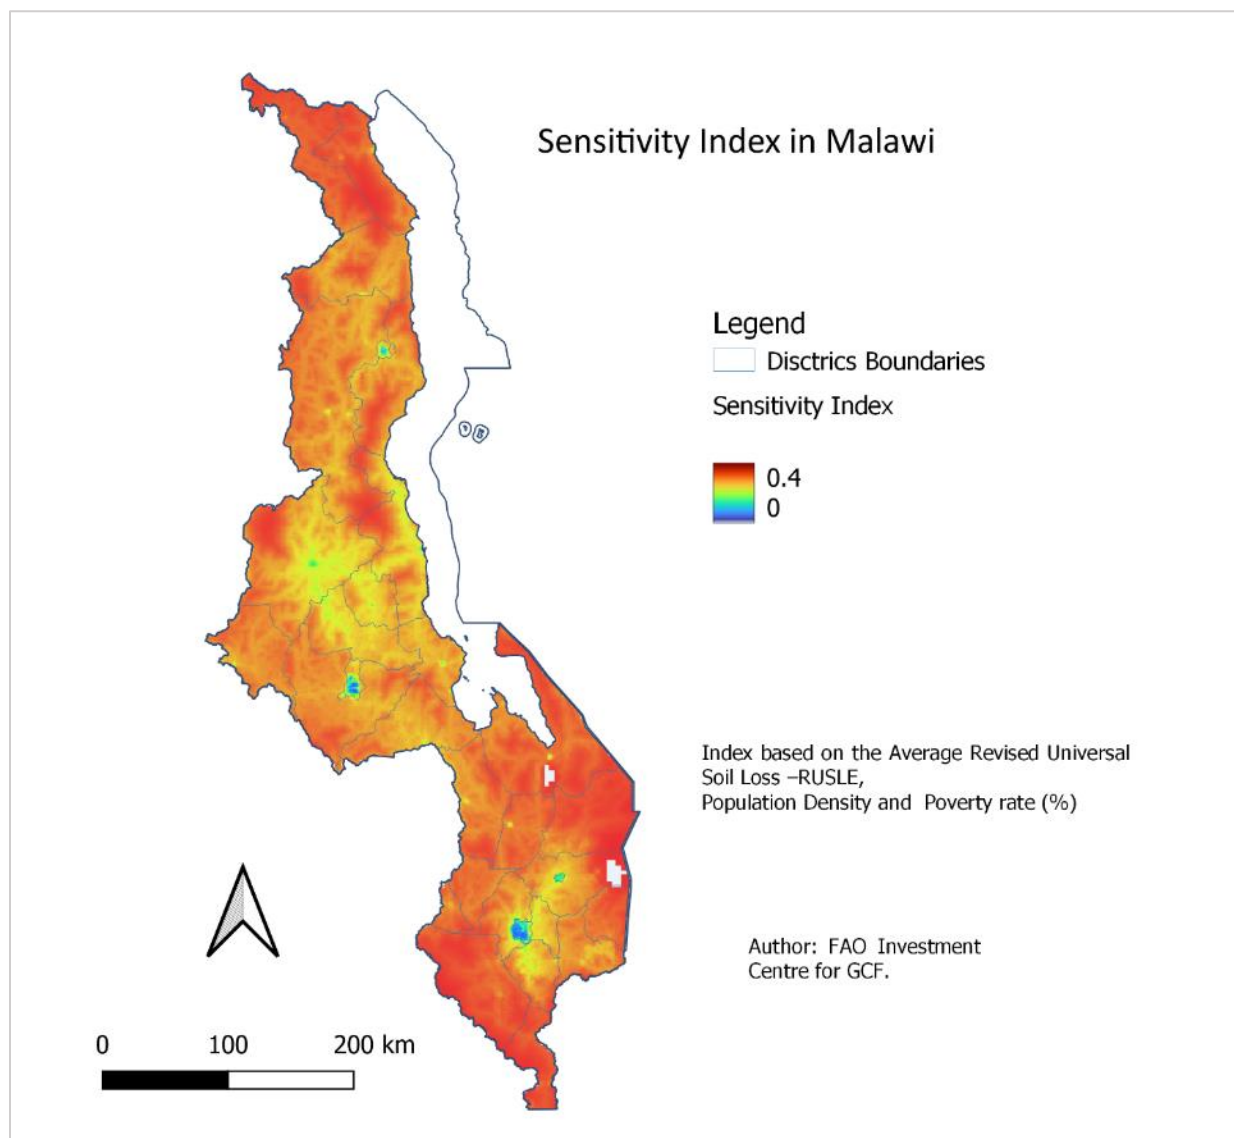 Sensitivity Index in Malawi
Legend
Disctrics Boundaries
Sensitivity Index
0.4
0
Index based on the Average Revised Universal
Soil Loss –RUSLE,
Population Density and Poverty rate (%)
Author: FAO Investment
Centre for GCF.
0 100 200 km